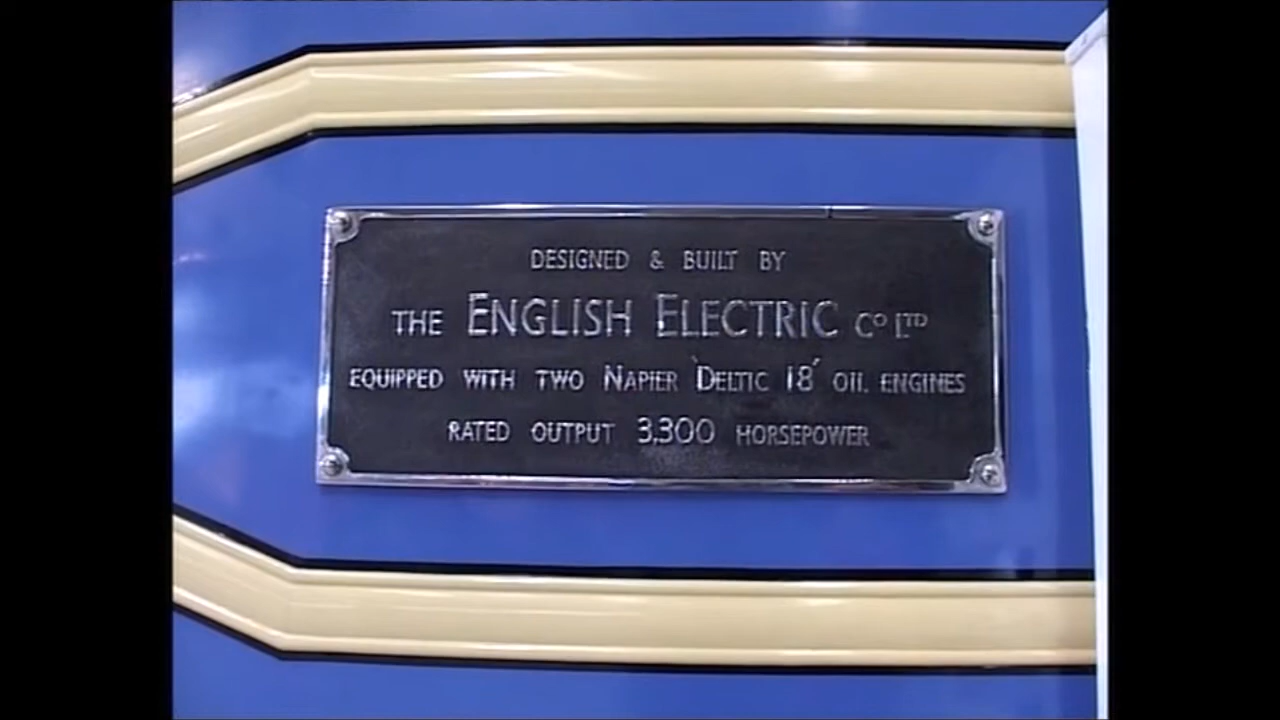 DESIGNED & BUILT BY
THE ENGLISH ELECTRIC Cº LTD
EQUIPPED WITH TWO NAPIER 'DELTIC 18' OIL ENGINES
RATED OUTPUT 3,300 HORSEPOWER